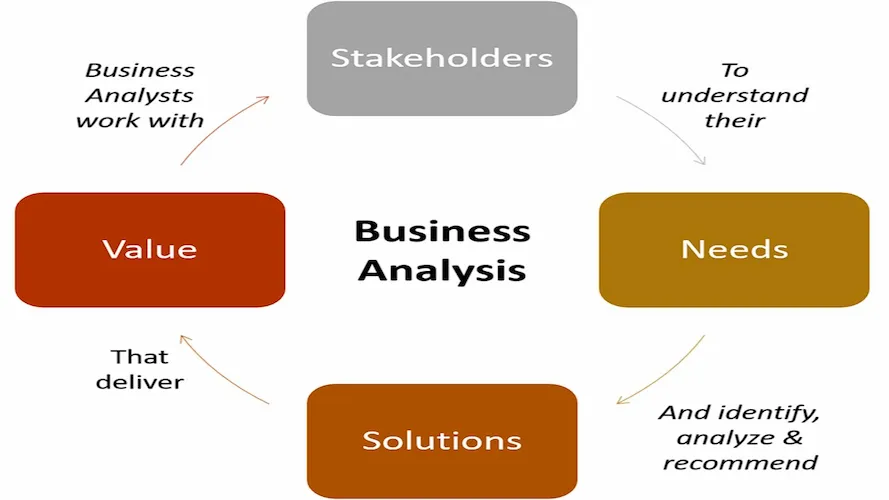 Business
Analysts
work with
Stakeholders
To
understand
their
Needs
And identify,
analyze &
recommend
Solutions
That
deliver
Value
Business
Analysis